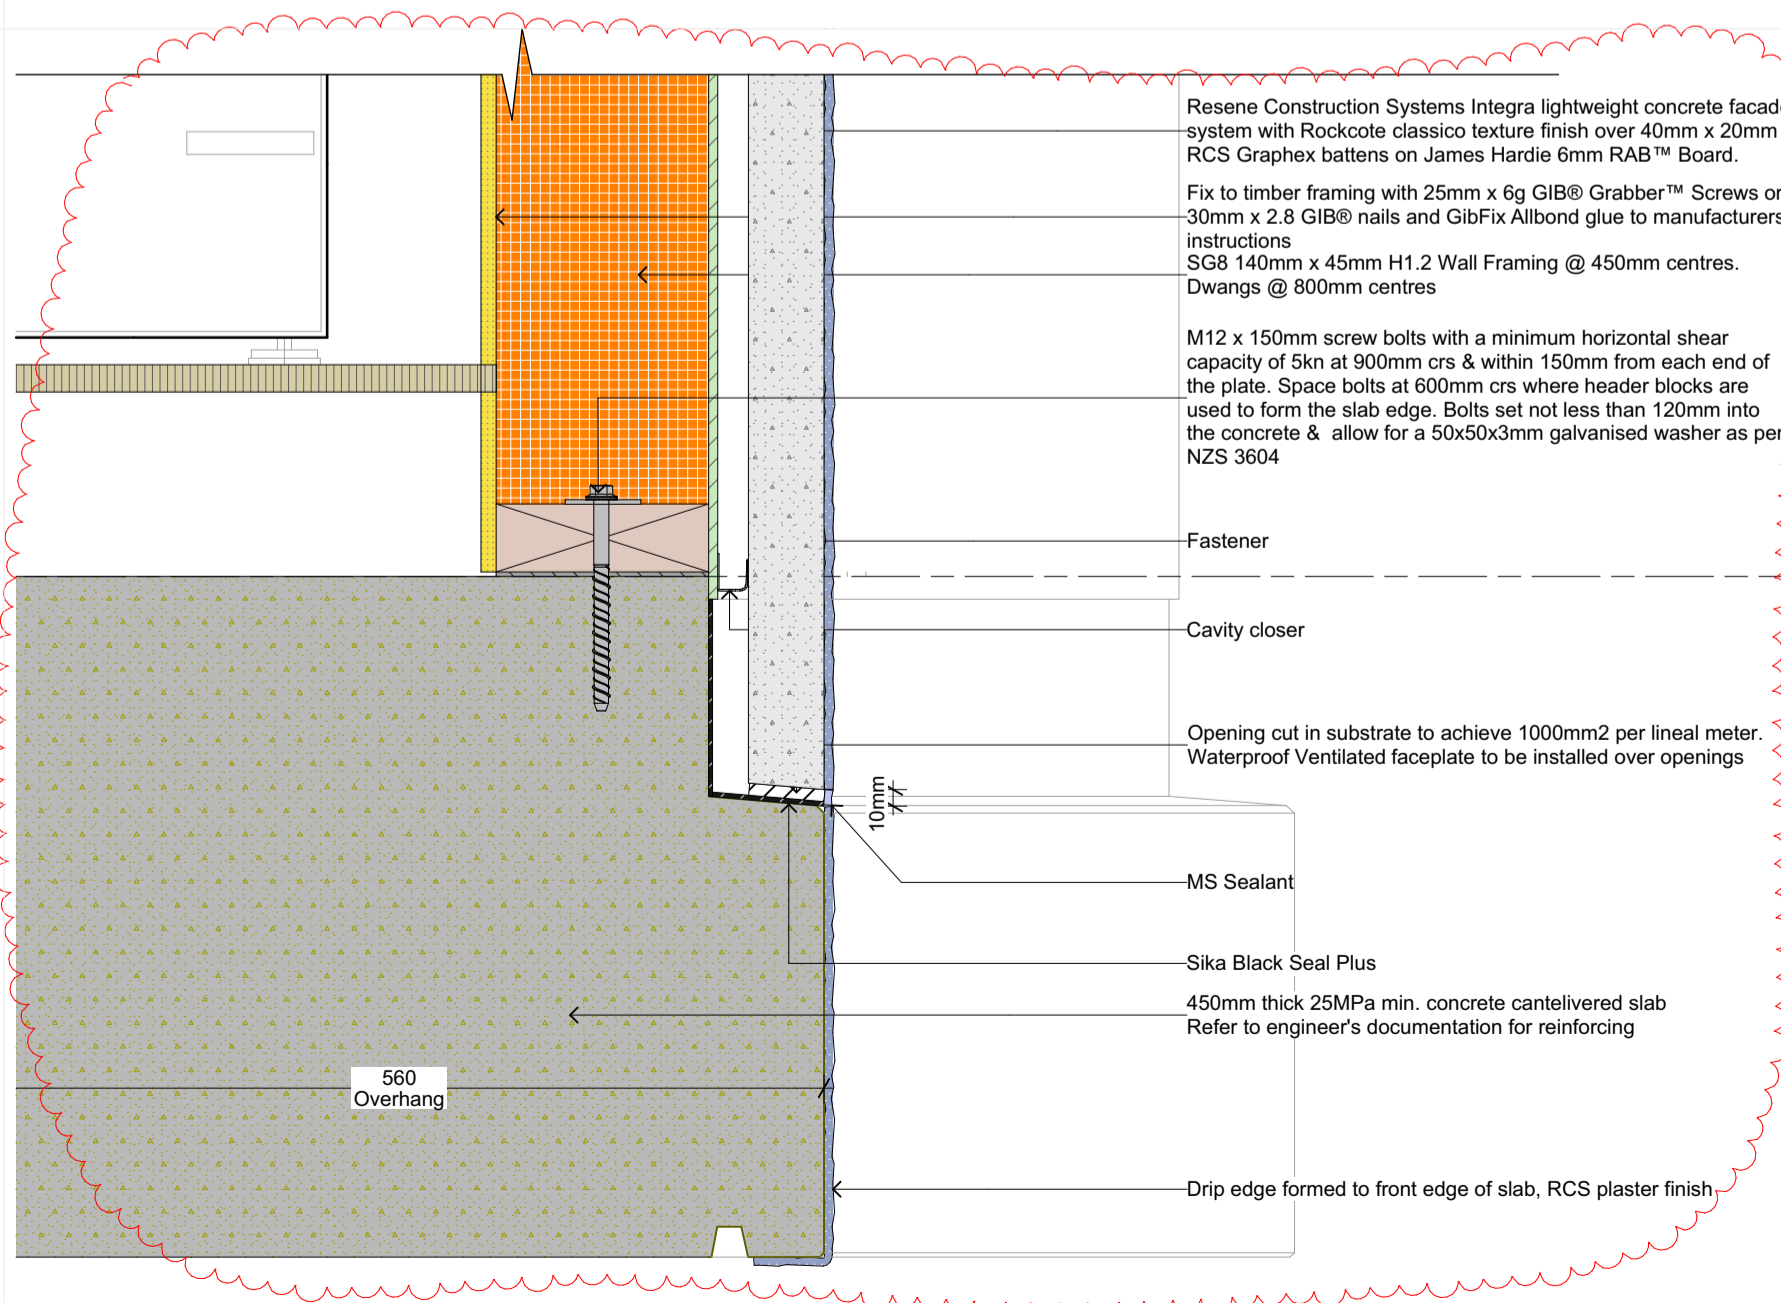 Resene Construction Systems Integra lightweight concrete facade
system with Rockcote classico texture finish over 40mm x 20mm
RCS Graphex battens on James Hardie 6mm RAB™ Board.
Fix to timber framing with 25mm x 6g GIB® Grabber™ Screws or
30mm x 2.8 GIB® nails and GibFix Allbond glue to manufacturers
instructions
SG8 140mm x 45mm H1.2 Wall Framing @ 450mm centres.
Dwangs @ 800mm centres
M12 x 150mm screw bolts with a minimum horizontal shear
capacity of 5kn at 900mm crs & within 150mm from each end of
the plate. Space bolts at 600mm crs where header blocks are
used to form the slab edge. Bolts set not less than 120mm into
the concrete & allow for a 50x50x3mm galvanised washer as per
NZS 3604
Fastener
Cavity closer
Opening cut in substrate to achieve 1000mm2 per lineal meter.
Waterproof Ventilated faceplate to be installed over openings
10mm
MS Sealant
Sika Black Seal Plus
450mm thick 25MPa min. concrete cantelivered slab
Refer to engineer's documentation for reinforcing
560
Overhang
Drip edge formed to front edge of slab, RCS plaster finish